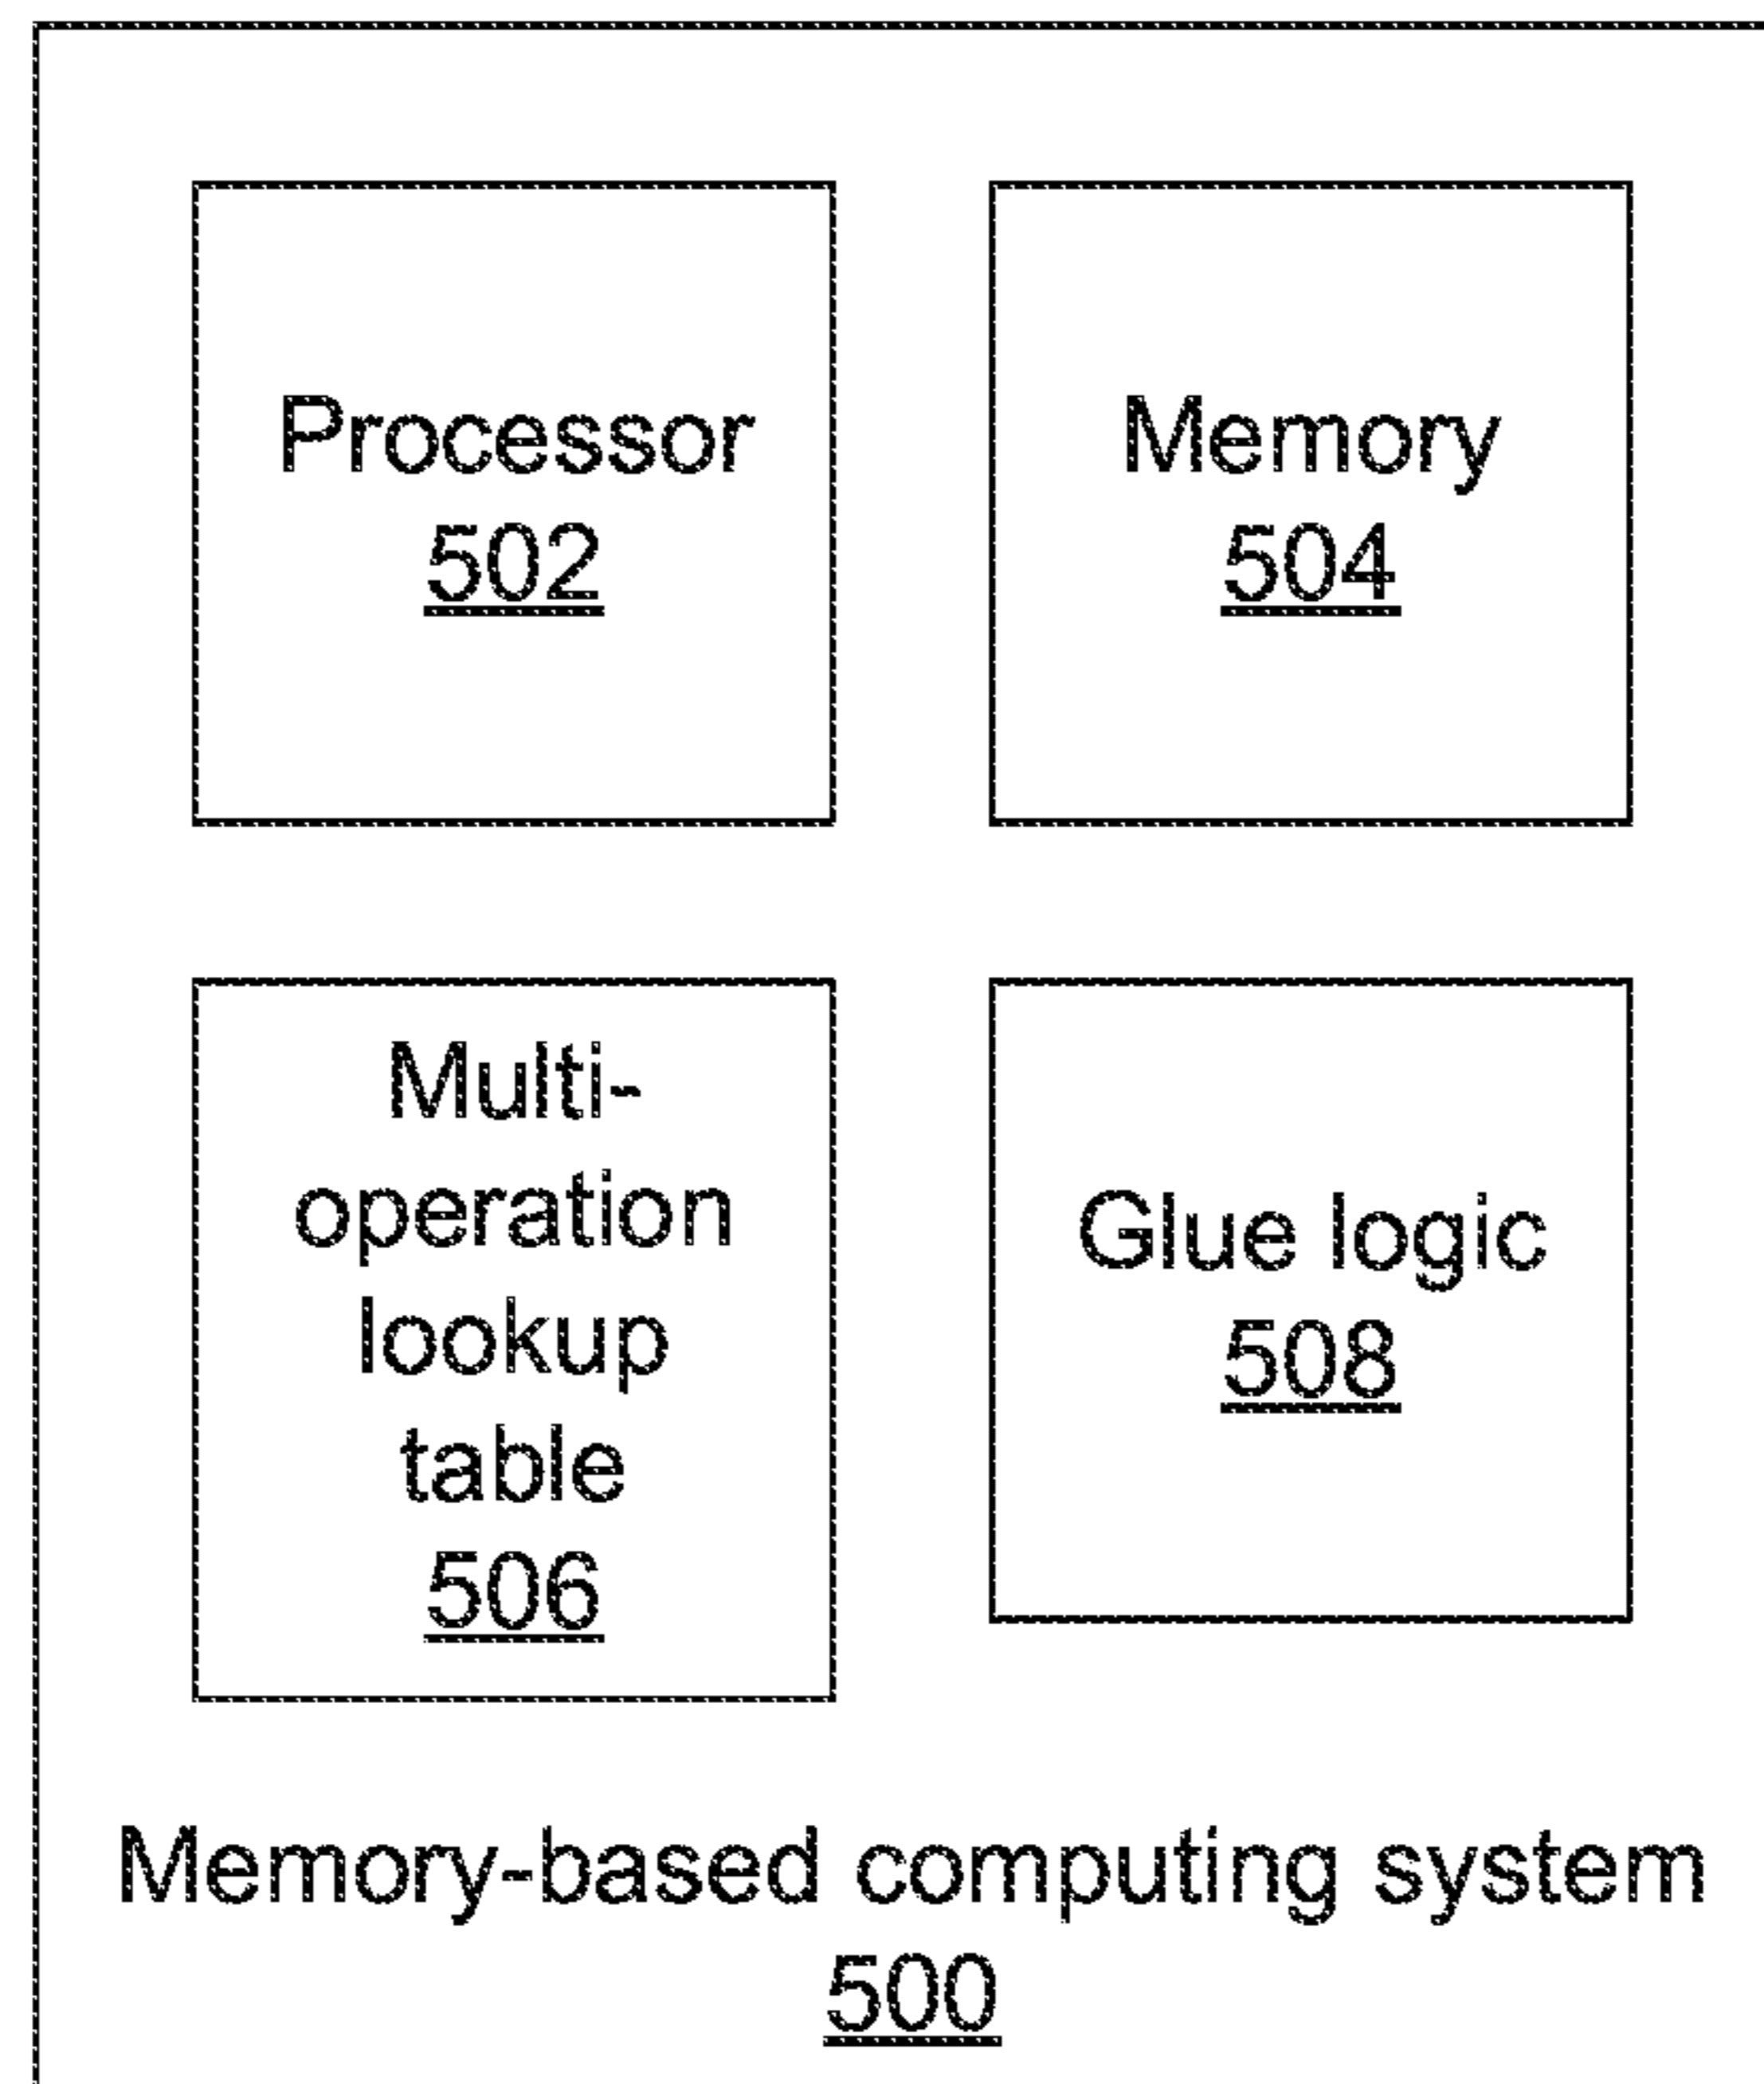 Processor
502
Memory
504
Multi-
operation
lookup
table
506
Glue logic
508
Memory-based computing system
500